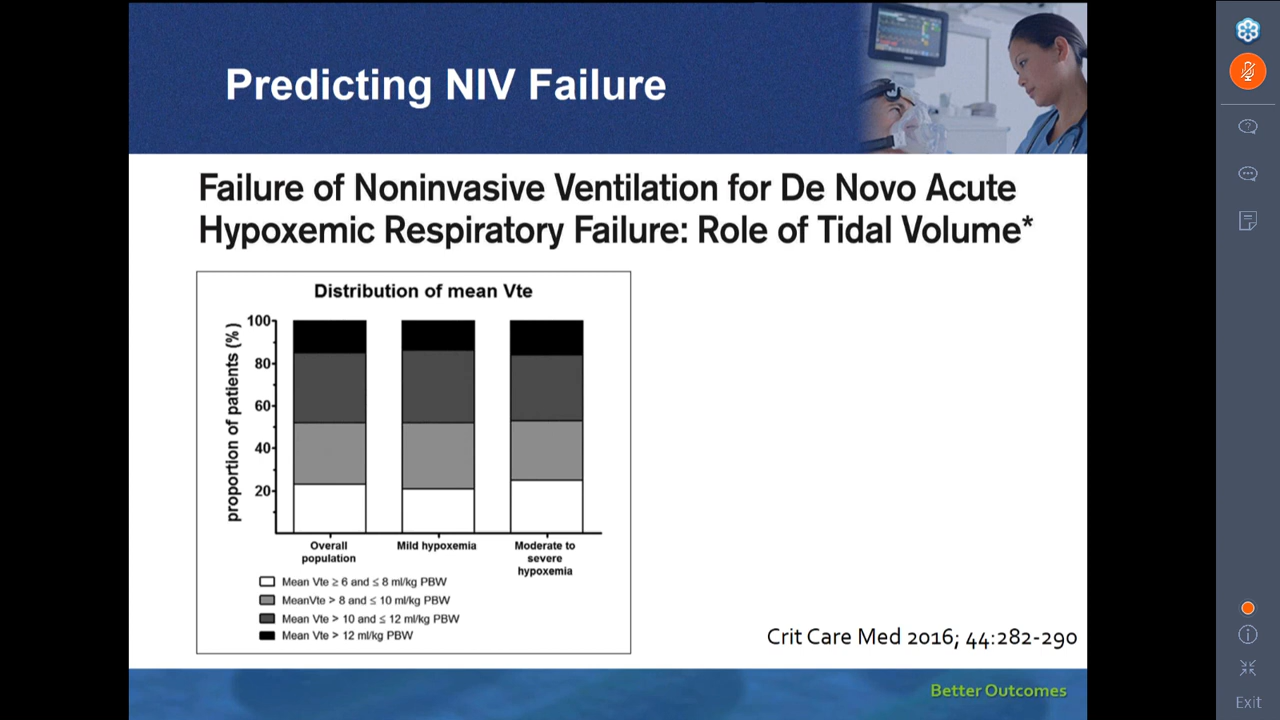 Predicting NIV Failure
Failure of Noninvasive Ventilation for De Novo Acute
Hypoxemic Respiratory Failure: Role of Tidal Volume*
Distribution of mean Vte
proportion of patients (%)
100
80
60
40
20
Overall
population
Mild hypoxemia
Moderate to
severe
hypoxemia
Mean Vte ≥ 6 and ≤ 8 ml/kg PBW
MeanVte > 8 and ≤ 10 ml/kg PBW
Mean Vte > 10 and ≤ 12 ml/kg PBW
Mean Vte > 12 ml/kg PBW
Crit Care Med 2016; 44:282-290
Better Outcomes
Exit